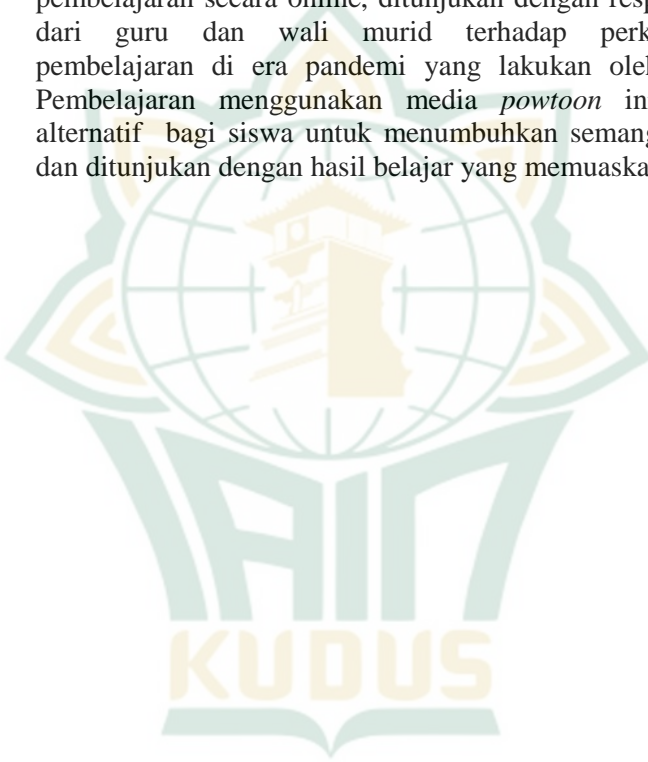 pembelajaran secara online, ditunjukan dengan resp
dari guru dan wali murid terhadap perk
pembelajaran di era pandemi yang lakukan oleh
Pembelajaran menggunakan media powtoon in
alternatif bagi siswa untuk menumbuhkan semang
dan ditunjukan dengan hasil belajar yang memuaska
IAIN
KUDUS